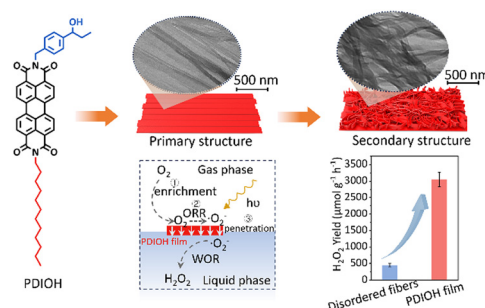 OH
O
N
O
O
N
O
PDIOH
500 nm
Primary structure
500 nm
Secondary structure
O₂
Gas phase
①
enrichment
②
ORR
hυ
O₂
·O₂⁻
③
penetration
PDIOH film
·O₂⁻
WOR
H₂O₂
Liquid phase
H₂O₂ Yield (μmol g⁻¹ h⁻¹)
3500
3000
2500
2000
1500
1000
500
0
Disordered fibers
PDIOH film